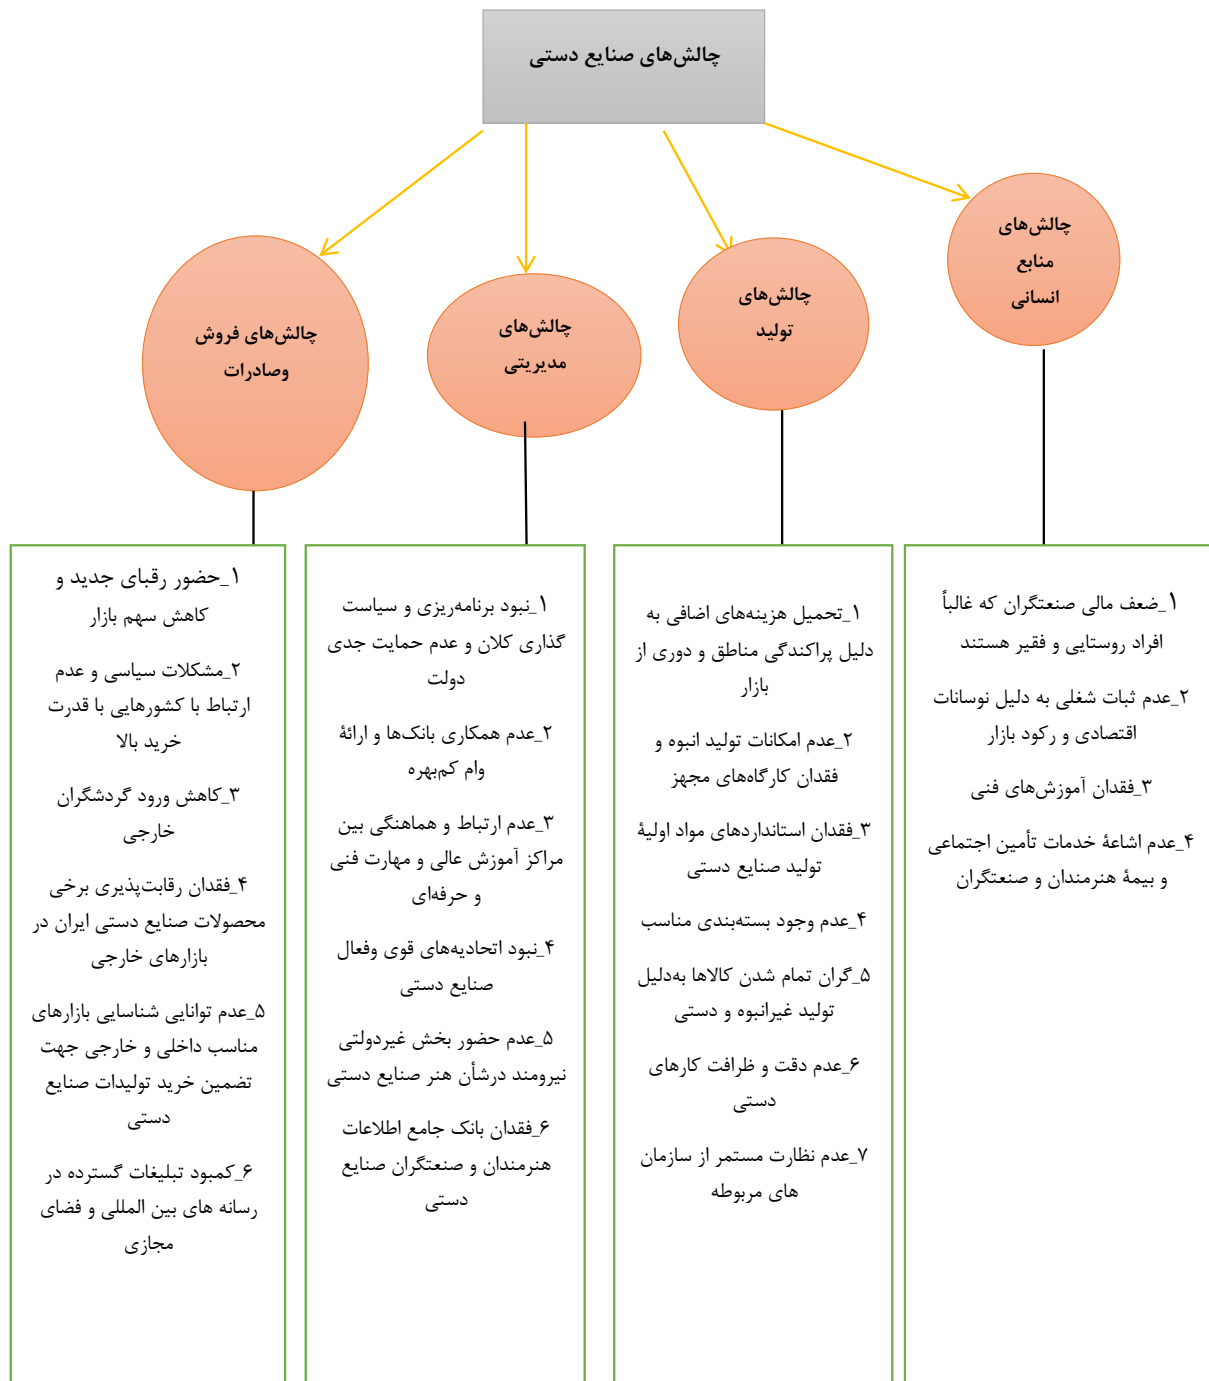 چالش‌های صنایع دستی
چالش‌های
منابع
انسانی
چالش‌های
تولید
چالش‌های
مدیریتی
چالش‌های فروش
وصادرات
۱_ضعف مالی صنعتگران که غالباً
افراد روستایی و فقیر هستند
۲_عدم ثبات شغلی به دلیل نوسانات
اقتصادی و رکود بازار
۳_فقدان آموزش‌های فنی
۴_عدم اشاعهٔ خدمات تأمین اجتماعی
و بیمهٔ هنرمندان و صنعتگران
۱_تحمیل هزینه‌های اضافی به
دلیل پراکندگی مناطق و دوری از
بازار
۲_عدم امکانات تولید انبوه و
فقدان کارگاه‌های مجهز
۳_فقدان استانداردهای مواد اولیهٔ
تولید صنایع دستی
۴_عدم وجود بسته‌بندی مناسب
۵_گران تمام شدن کالاها به‌دلیل
تولید غیرانبوه و دستی
۶_عدم دقت و ظرافت کارهای
دستی
۷_عدم نظارت مستمر از سازمان
های مربوطه
۱_نبود برنامه‌ریزی و سیاست
گذاری کلان و عدم حمایت جدی
دولت
۲_عدم همکاری بانک‌ها و ارائهٔ
وام کم‌بهره
۳_عدم ارتباط و هماهنگی بین
مراکز آموزش عالی و مهارت فنی
و حرفه‌ای
۴_نبود اتحادیه‌های قوی وفعال
صنایع دستی
۵_عدم حضور بخش غیردولتی
نیرومند درشأن هنر صنایع دستی
۶_فقدان بانک جامع اطلاعات
هنرمندان و صنعتگران صنایع
دستی
۱_حضور رقبای جدید و
کاهش سهم بازار
۲_مشکلات سیاسی و عدم
ارتباط با کشورهایی با قدرت
خرید بالا
۳_کاهش ورود گردشگران
خارجی
۴_فقدان رقابت‌پذیری برخی
محصولات صنایع دستی ایران در
بازارهای خارجی
۵_عدم توانایی شناسایی بازارهای
مناسب داخلی و خارجی جهت
تضمین خرید تولیدات صنایع
دستی
۶_کمبود تبلیغات گسترده در
رسانه های بین المللی و فضای
مجازی